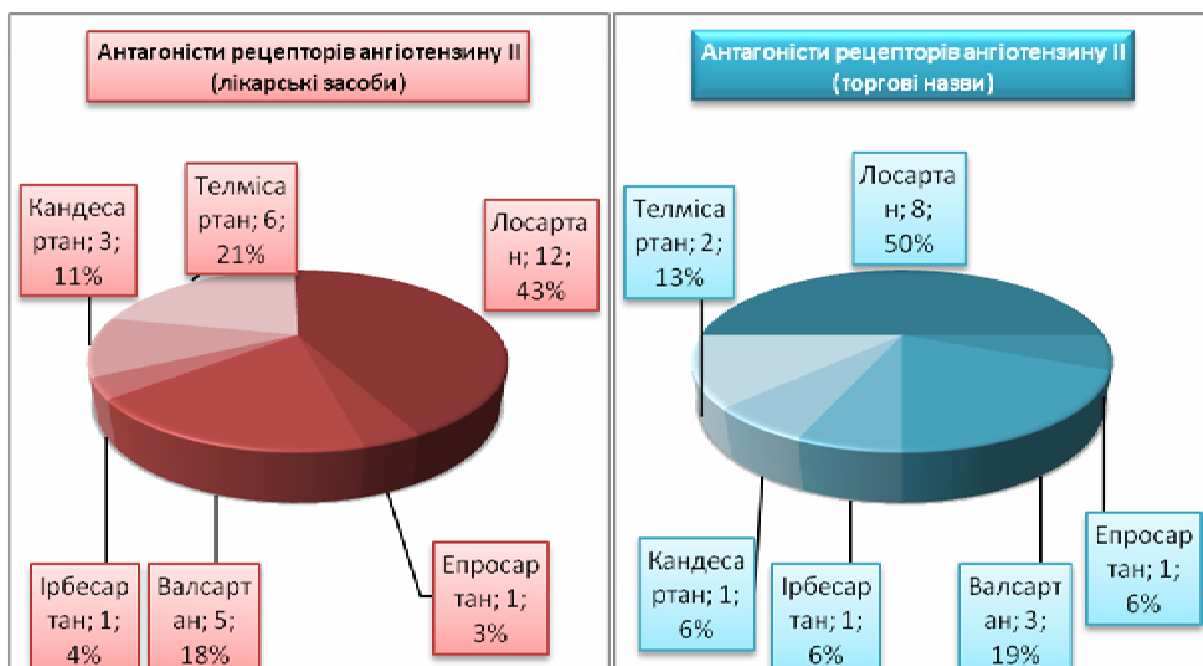 Антагоністи рецепторів ангіотензину II
(лікарські засоби)
Телміса
ртан; 6;
21%
Кандеса
ртан; 3;
11%
Лосарта
н; 12;
43%
Ірбесар
тан; 1;
4%
Валсарт
ан; 5;
18%
Епросар
тан; 1;
3%
Антагоністи рецепторів ангіотензину II
(торгові назви)
Лосарта
н; 8;
50%
Телміса
ртан; 2;
13%
Кандеса
ртан; 1;
6%
Ірбесар
тан; 1;
6%
Валсарт
ан; 3;
19%
Епросар
тан; 1;
6%